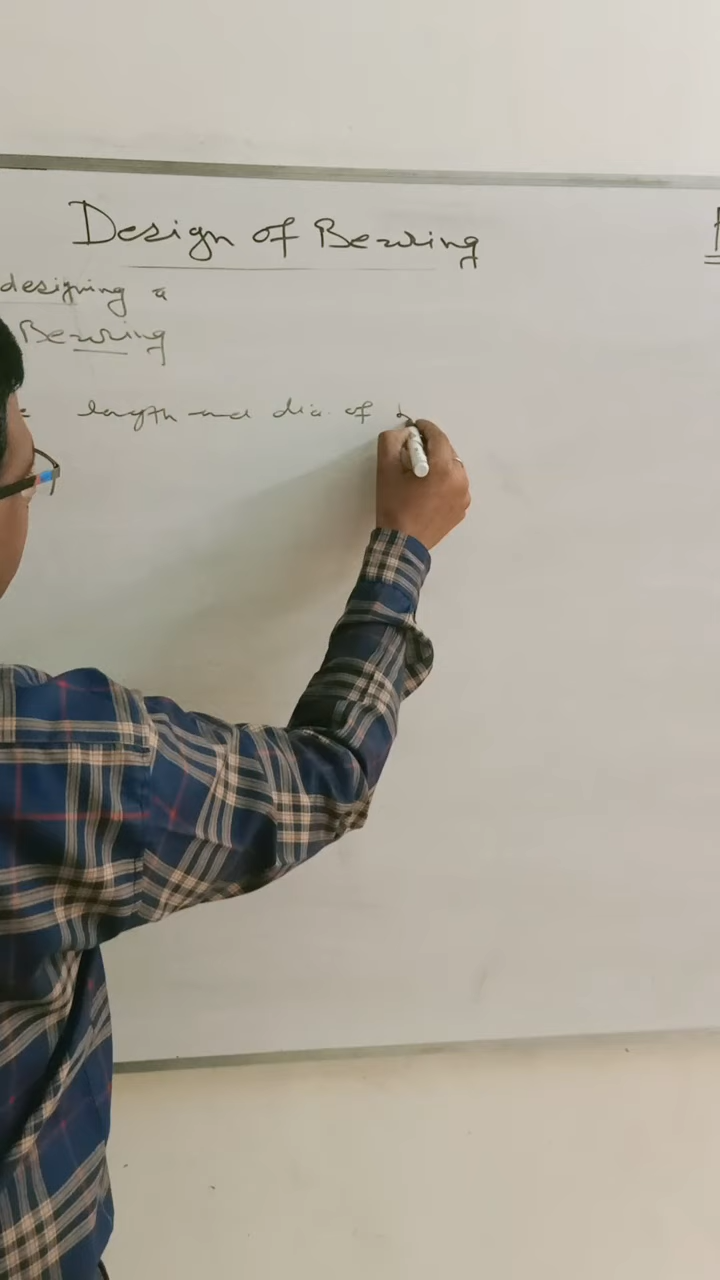 Design of Bearing
designing a
Bearing
length and dia. of b